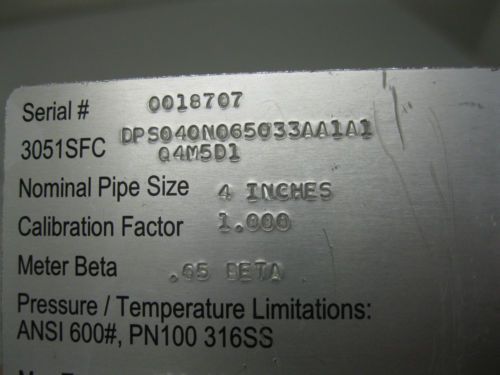 Serial # 0018707
3051SFC DPS040N065033AA1A1
Q4M5D1
Nominal Pipe Size 4 INCHES
Calibration Factor 1.000
Meter Beta .65 BETA
Pressure / Temperature Limitations:
ANSI 600#, PN100 316SS